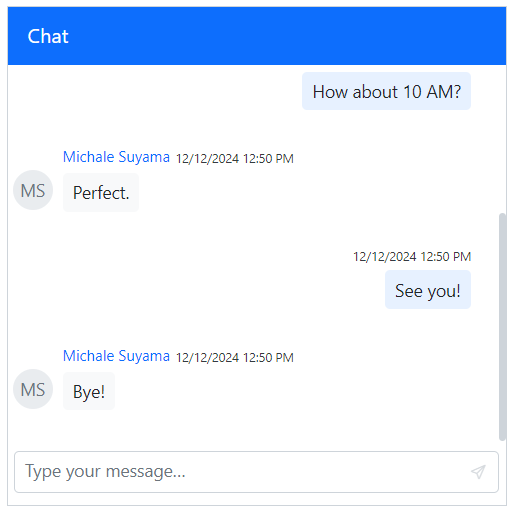 Chat
How about 10 AM?
Michale Suyama 12/12/2024 12:50 PM
MS
Perfect.
12/12/2024 12:50 PM
See you!
Michale Suyama 12/12/2024 12:50 PM
MS
Bye!
Type your message...